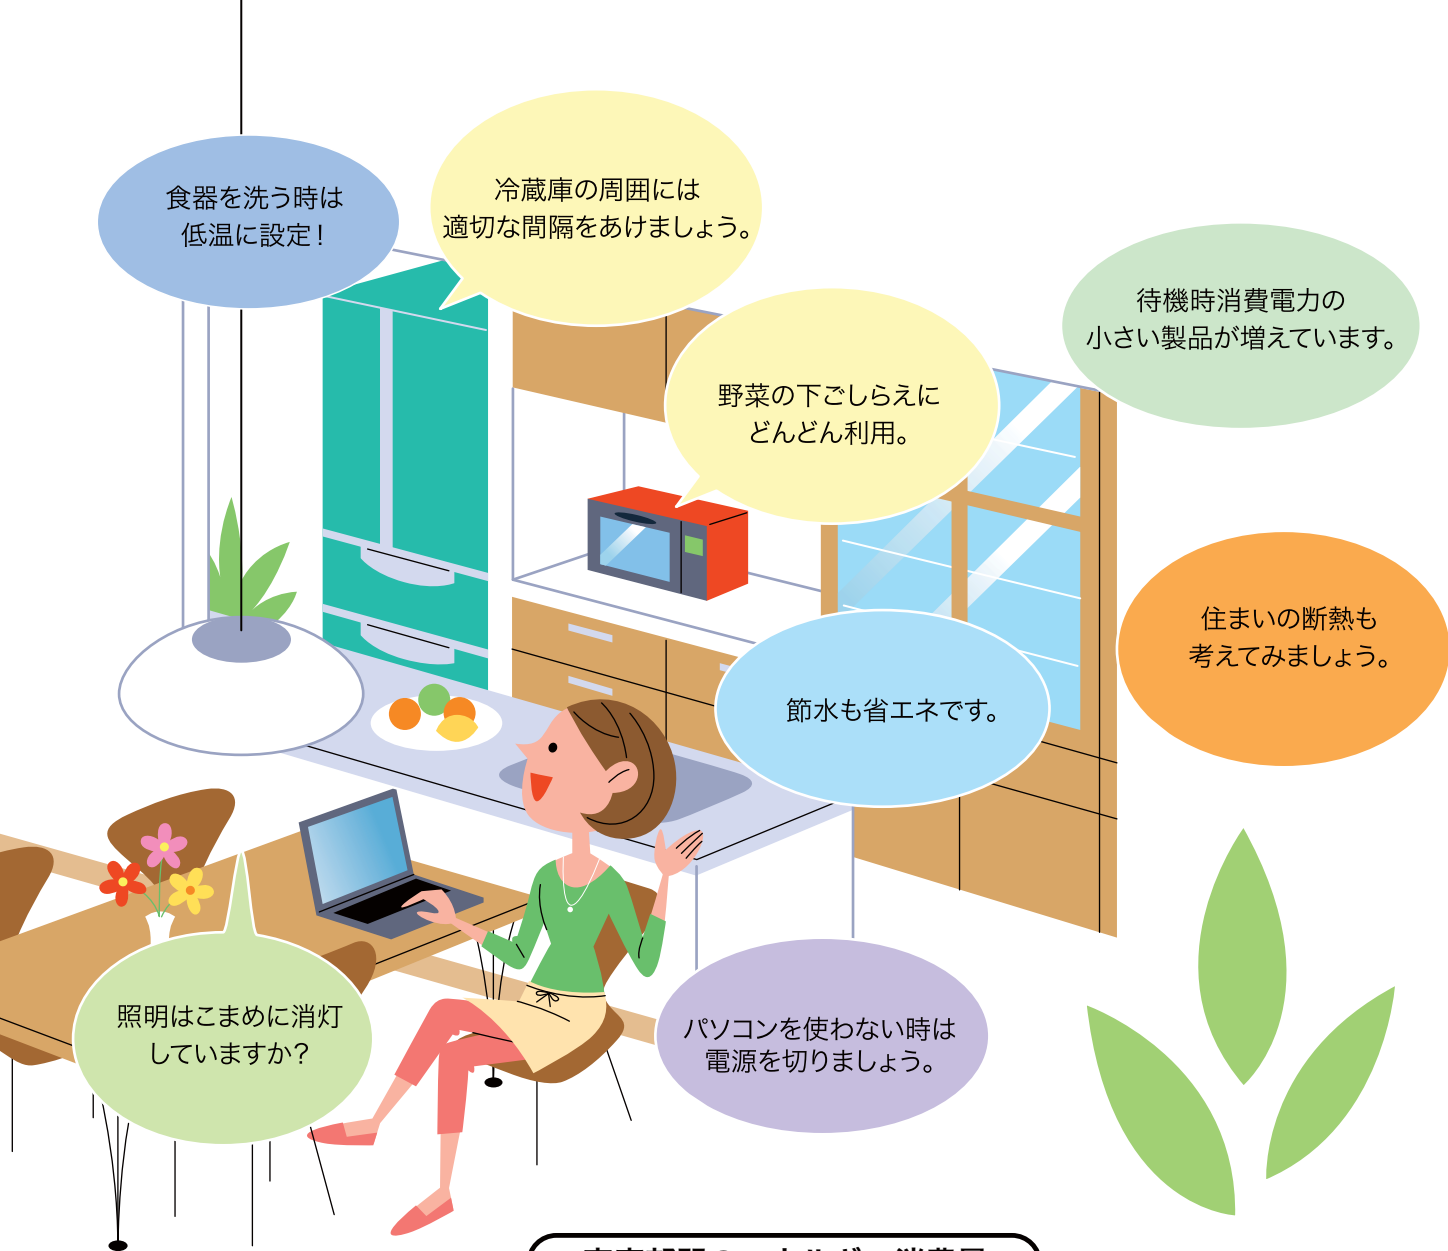 食器を洗う時は
低温に設定!
冷蔵庫の周囲には
適切な間隔をあけましょう。
野菜の下ごしらえに
どんどん利用。
待機時消費電力の
小さい製品が増えています。
住まいの断熱も
考えてみましょう。
節水も省エネです。
照明はこまめに消灯
していますか?
パソコンを使わない時は
電源を切りましょう。